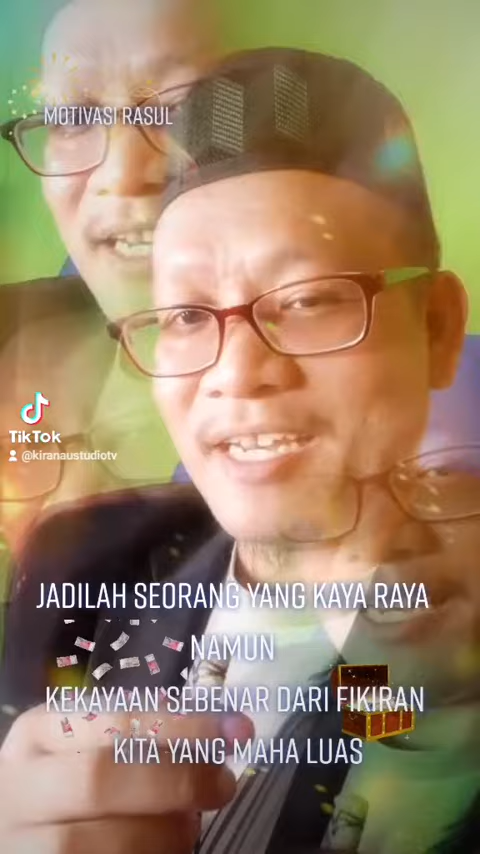 MOTIVASI RASUL
TikTok
@kiranaustudiotv
JADILAH SEORANG YANG KAYA RAYA
NAMUN
KEKAYAAN SEBENAR DARI FIKIRAN
KITA YANG MAHA LUAS